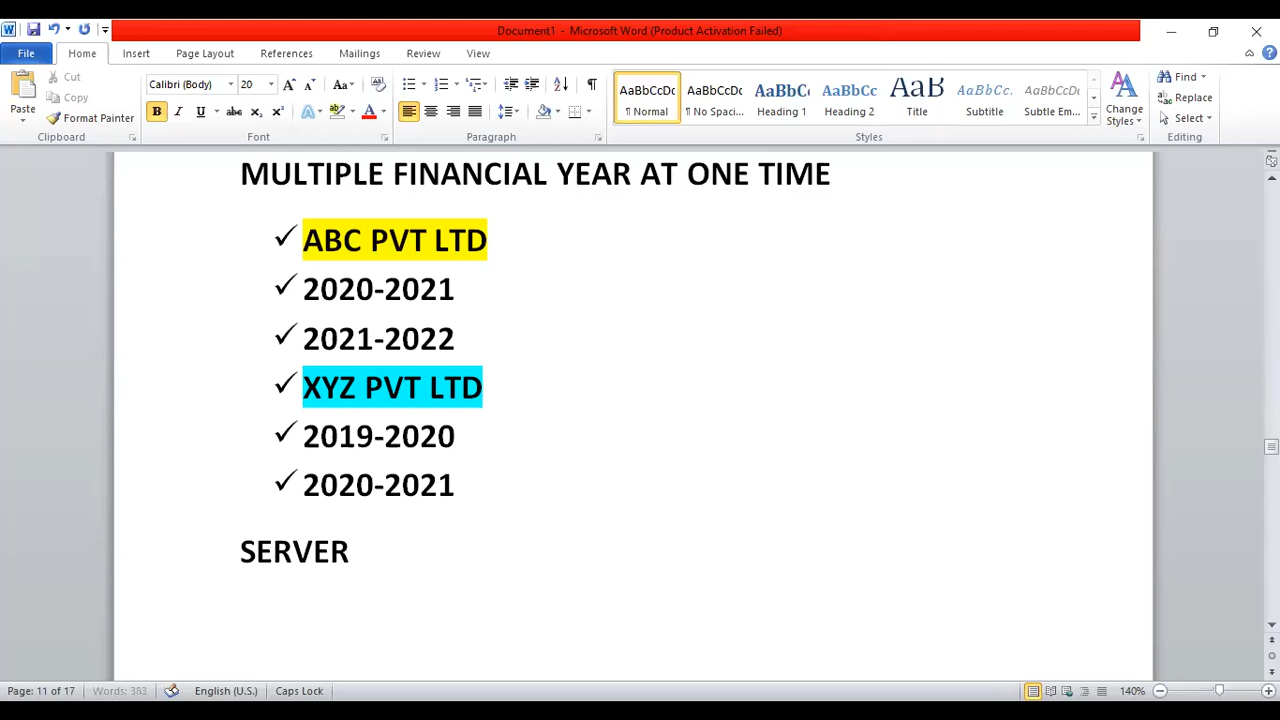 Document1 - Microsoft Word (Product Activation Failed)
File Home Insert Page Layout References Mailings Review View
Paste
Cut
Copy
Format Painter
Clipboard
Calibri (Body) 20
Font
Paragraph
AaBbCcDc AaBbCcDc AaBbCc AaBbCc AaB AaBbCc. AaBbCcDc
¶ Normal ¶ No Spaci... Heading 1 Heading 2 Title Subtitle Subtle Em...
Change Styles
Styles
Find
Replace
Select
Editing
MULTIPLE FINANCIAL YEAR AT ONE TIME
✓ ABC PVT LTD
✓ 2020-2021
✓ 2021-2022
✓ XYZ PVT LTD
✓ 2019-2020
✓ 2020-2021
SERVER
Page: 11 of 17 Words: 383 English (U.S.) Caps Lock 140%